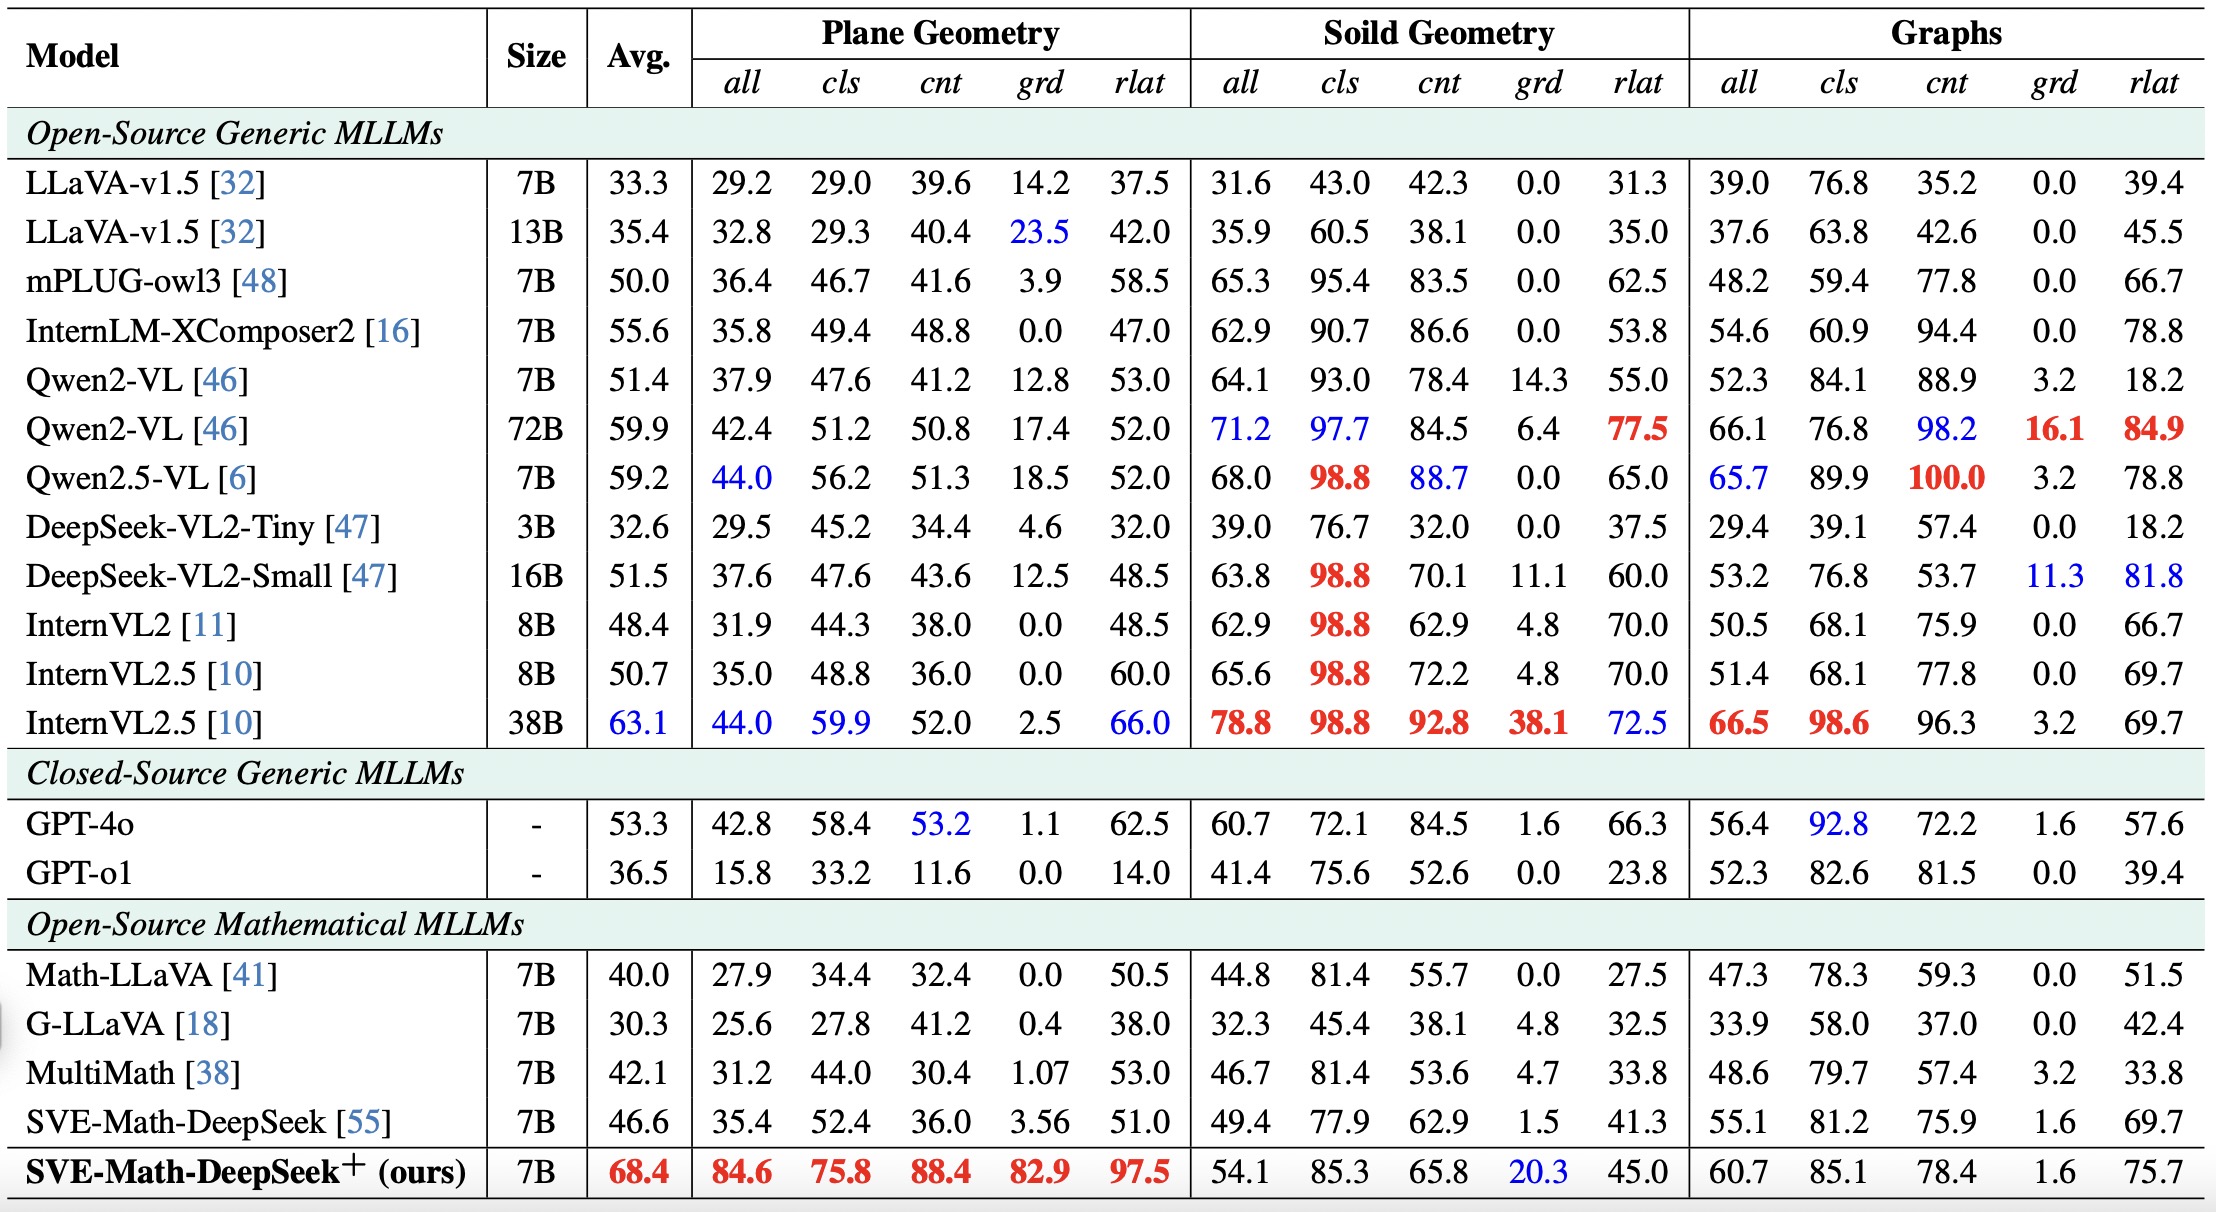 Model Size Avg. Plane Geometry Soild Geometry Graphs
all cls cnt grd rlat all cls cnt grd rlat all cls cnt grd rlat
Open-Source Generic MLLMs
LLaVA-v1.5 [32] 7B 33.3 29.2 29.0 39.6 14.2 37.5 31.6 43.0 42.3 0.0 31.3 39.0 76.8 35.2 0.0 39.4
LLaVA-v1.5 [32] 13B 35.4 32.8 29.3 40.4 23.5 42.0 35.9 60.5 38.1 0.0 35.0 37.6 63.8 42.6 0.0 45.5
mPLUG-owl3 [48] 7B 50.0 36.4 46.7 41.6 3.9 58.5 65.3 95.4 83.5 0.0 62.5 48.2 59.4 77.8 0.0 66.7
InternLM-XComposer2 [16] 7B 55.6 35.8 49.4 48.8 0.0 47.0 62.9 90.7 86.6 0.0 53.8 54.6 60.9 94.4 0.0 78.8
Qwen2-VL [46] 7B 51.4 37.9 47.6 41.2 12.8 53.0 64.1 93.0 78.4 14.3 55.0 52.3 84.1 88.9 3.2 18.2
Qwen2-VL [46] 72B 59.9 42.4 51.2 50.8 17.4 52.0 71.2 97.7 84.5 6.4 77.5 66.1 76.8 98.2 16.1 84.9
Qwen2.5-VL [6] 7B 59.2 44.0 56.2 51.3 18.5 52.0 68.0 98.8 88.7 0.0 65.0 65.7 89.9 100.0 3.2 78.8
DeepSeek-VL2-Tiny [47] 3B 32.6 29.5 45.2 34.4 4.6 32.0 39.0 76.7 32.0 0.0 37.5 29.4 39.1 57.4 0.0 18.2
DeepSeek-VL2-Small [47] 16B 51.5 37.6 47.6 43.6 12.5 48.5 63.8 98.8 70.1 11.1 60.0 53.2 76.8 53.7 11.3 81.8
InternVL2 [11] 8B 48.4 31.9 44.3 38.0 0.0 48.5 62.9 98.8 62.9 4.8 70.0 50.5 68.1 75.9 0.0 66.7
InternVL2.5 [10] 8B 50.7 35.0 48.8 36.0 0.0 60.0 65.6 98.8 72.2 4.8 70.0 51.4 68.1 77.8 0.0 69.7
InternVL2.5 [10] 38B 63.1 44.0 59.9 52.0 2.5 66.0 78.8 98.8 92.8 38.1 72.5 66.5 98.6 96.3 3.2 69.7
Closed-Source Generic MLLMs
GPT-4o - 53.3 42.8 58.4 53.2 1.1 62.5 60.7 72.1 84.5 1.6 66.3 56.4 92.8 72.2 1.6 57.6
GPT-o1 - 36.5 15.8 33.2 11.6 0.0 14.0 41.4 75.6 52.6 0.0 23.8 52.3 82.6 81.5 0.0 39.4
Open-Source Mathematical MLLMs
Math-LLaVA [41] 7B 40.0 27.9 34.4 32.4 0.0 50.5 44.8 81.4 55.7 0.0 27.5 47.3 78.3 59.3 0.0 51.5
G-LLaVA [18] 7B 30.3 25.6 27.8 41.2 0.4 38.0 32.3 45.4 38.1 4.8 32.5 33.9 58.0 37.0 0.0 42.4
MultiMath [38] 7B 42.1 31.2 44.0 30.4 1.07 53.0 46.7 81.4 53.6 4.7 33.8 48.6 79.7 57.4 3.2 33.8
SVE-Math-DeepSeek [55] 7B 46.6 35.4 52.4 36.0 3.56 51.0 49.4 77.9 62.9 1.5 41.3 55.1 81.2 75.9 1.6 69.7
SVE-Math-DeepSeek+ (ours) 7B 68.4 84.6 75.8 88.4 82.9 97.5 54.1 85.3 65.8 20.3 45.0 60.7 85.1 78.4 1.6 75.7